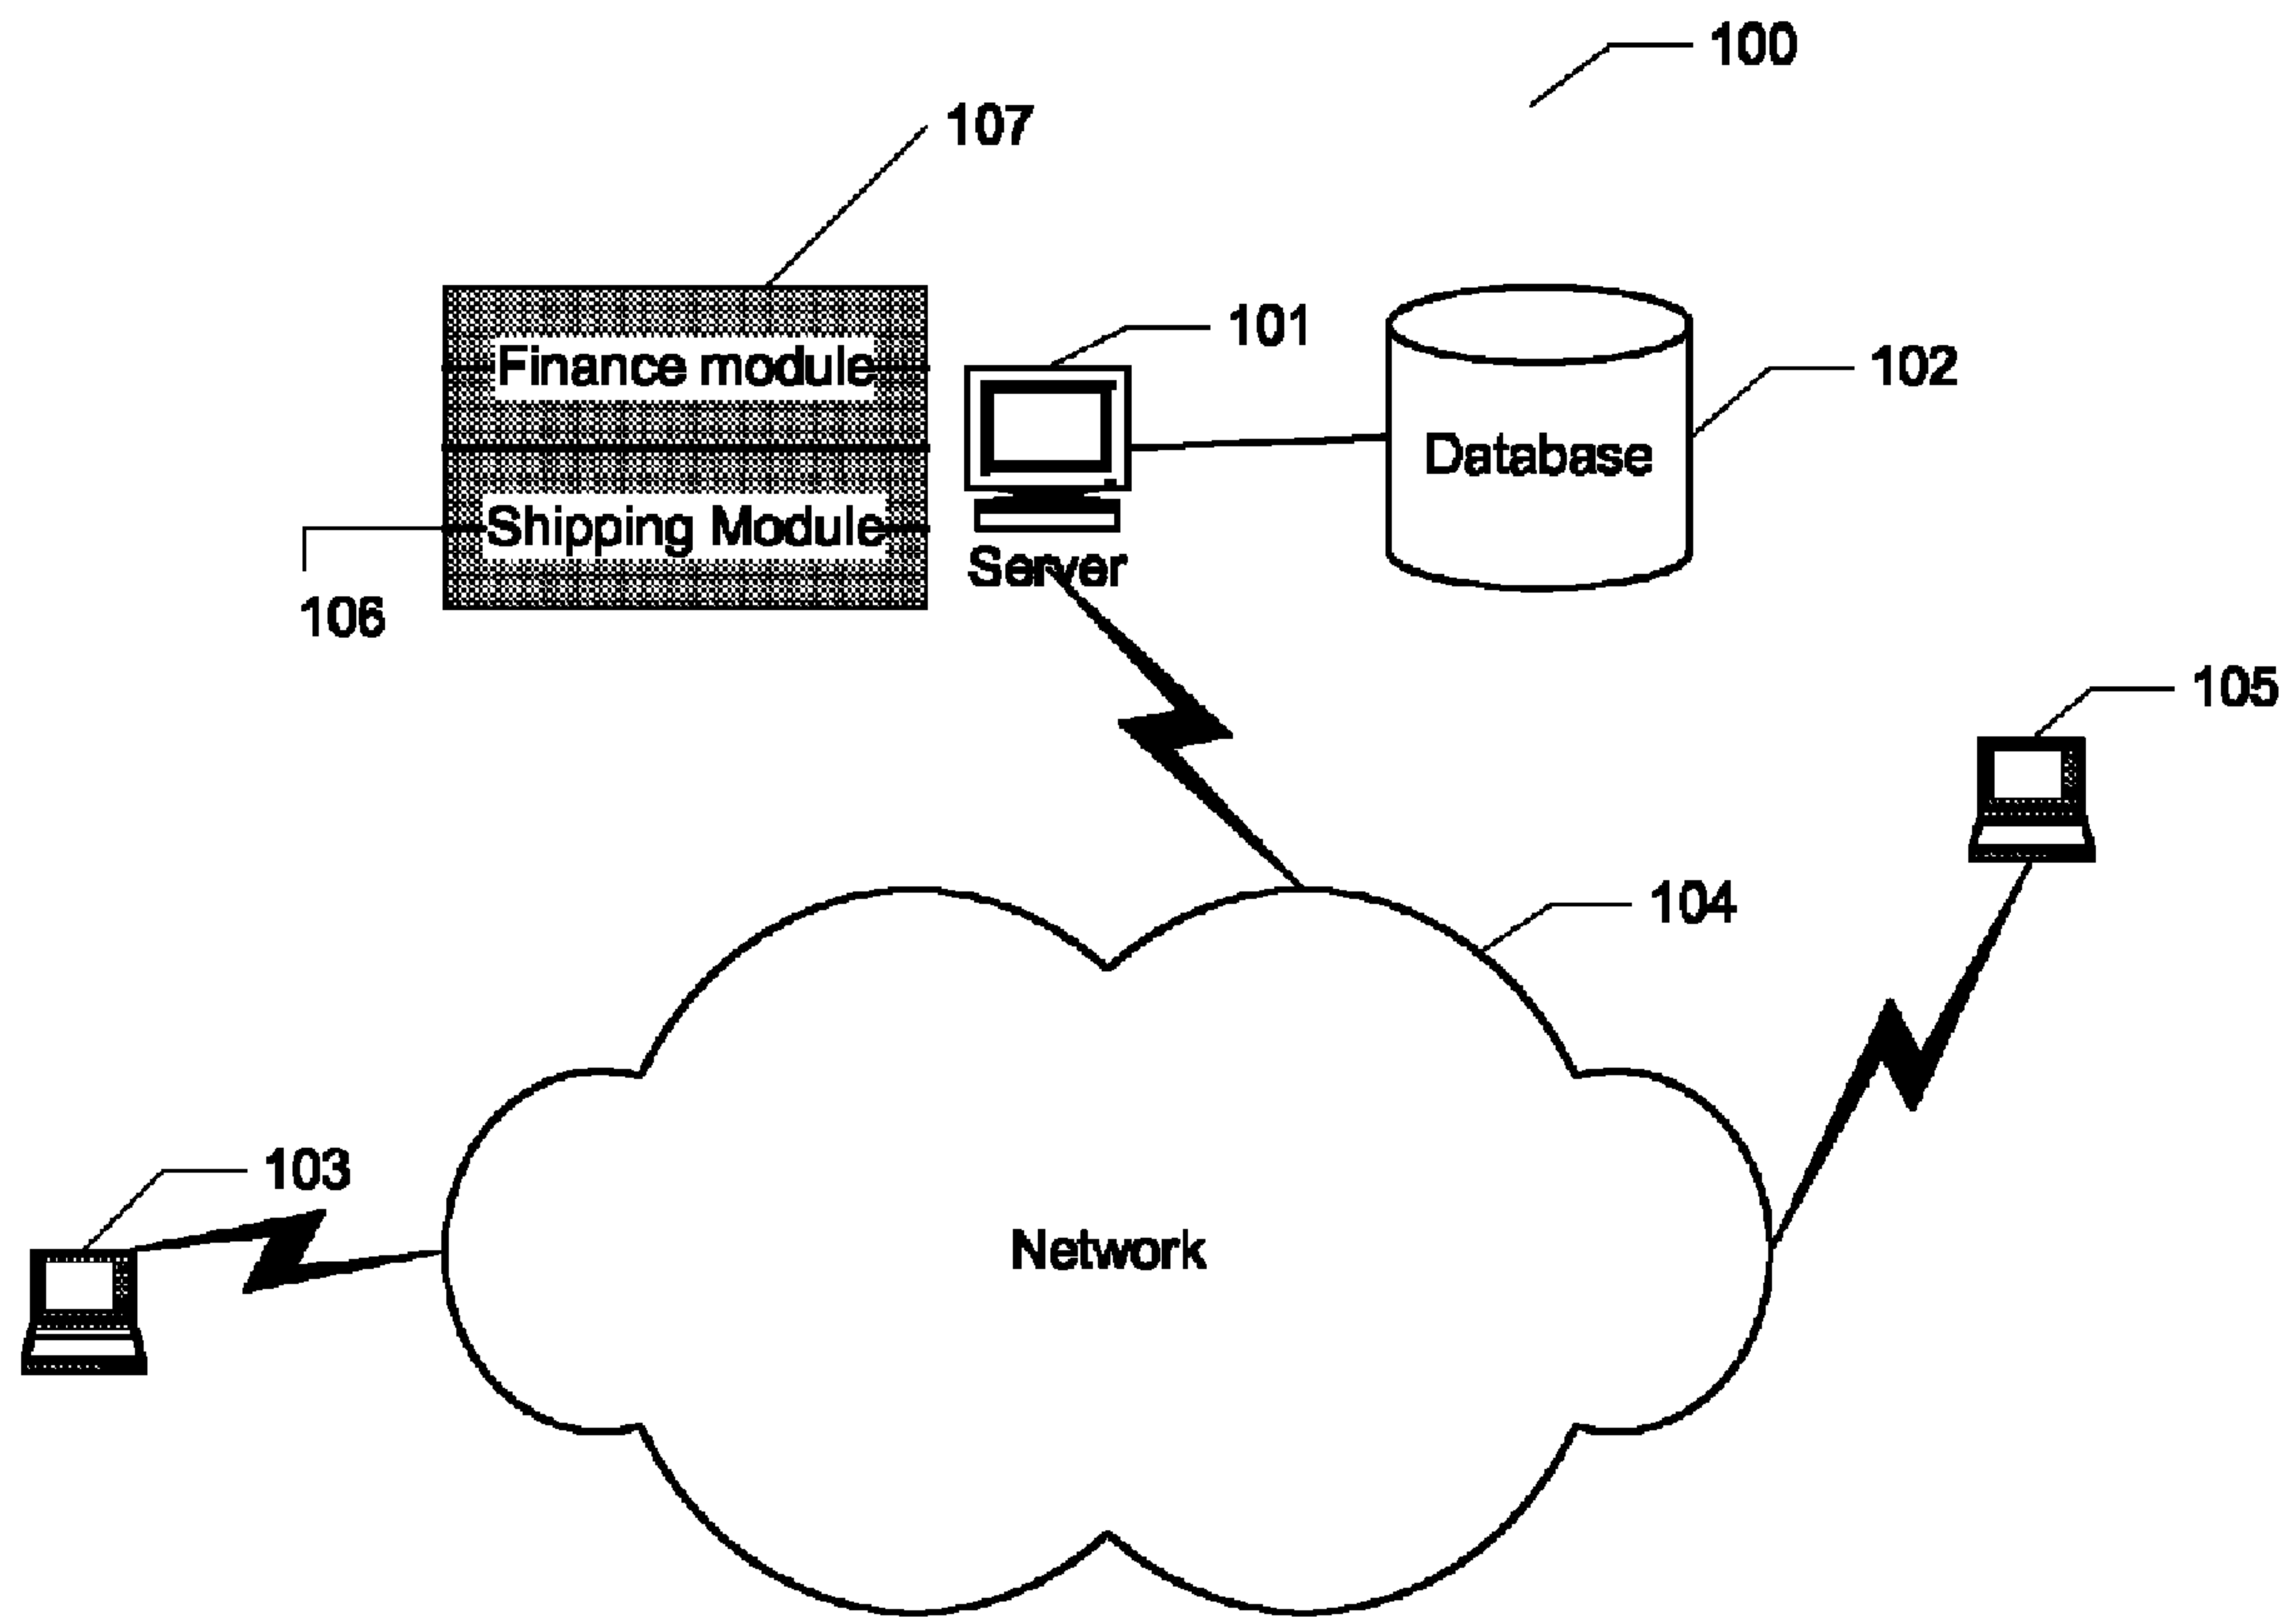 100
107
101
Finance module
102
Database
Shipping Module
Server
106
105
104
103
Network